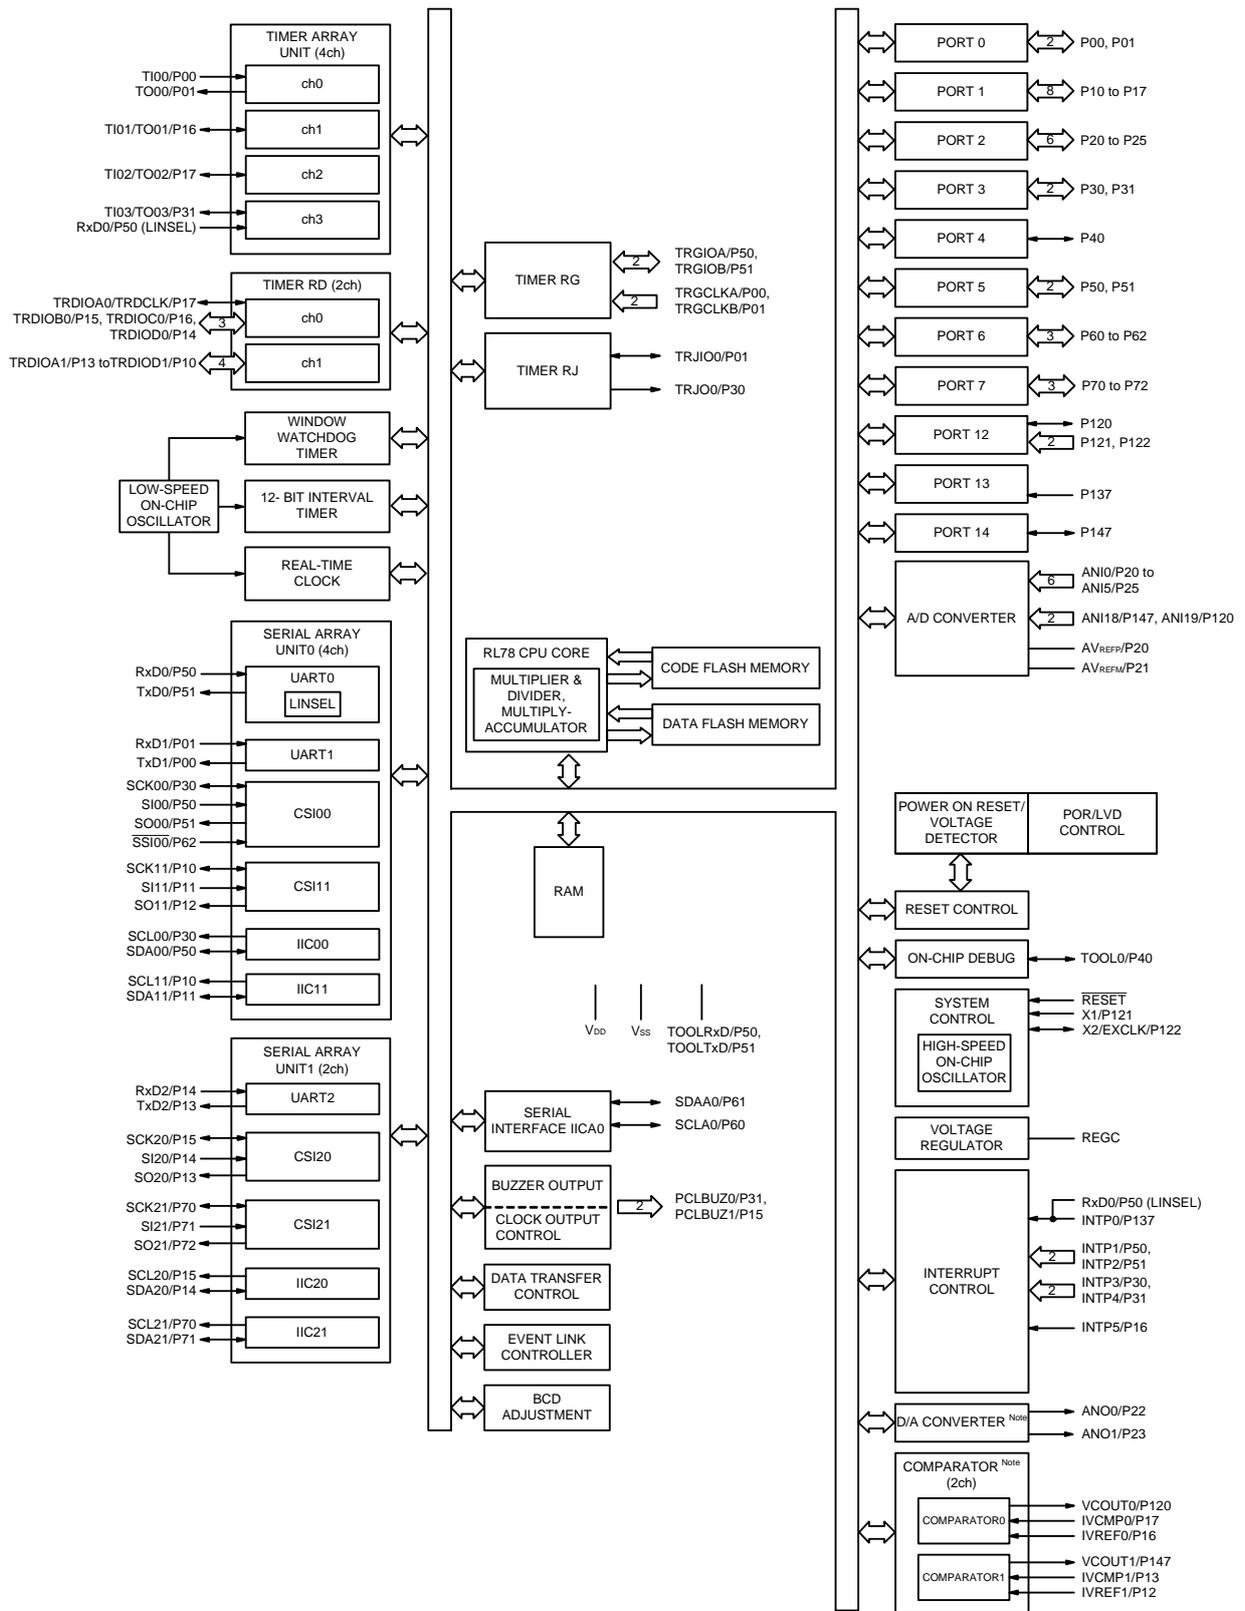 TIMER ARRAY
UNIT (4ch)
TI00/P00
TO00/P01
ch0
TI01/TO01/P16
ch1
TI02/TO02/P17
ch2
TI03/TO03/P31
RxD0/P50 (LINSEL)
ch3
TIMER RD (2ch)
TRDIOA0/TRDCLK/P17
TRDIOB0/P15, TRDIOC0/P16,
TRDIOD0/P14
3
ch0
TRDIOA1/P13 toTRDIOD1/P10
4
ch1
WINDOW
WATCHDOG
TIMER
LOW-SPEED
ON-CHIP
OSCILLATOR
12- BIT INTERVAL
TIMER
REAL-TIME
CLOCK
SERIAL ARRAY
UNIT0 (4ch)
RxD0/P50
TxD0/P51
UART0
LINSEL
RxD1/P01
TxD1/P00
UART1
SCK00/P30
SI00/P50
SO00/P51
SSI00/P62
CSI00
SCK11/P10
SI11/P11
SO11/P12
CSI11
SCL00/P30
SDA00/P50
IIC00
SCL11/P10
SDA11/P11
IIC11
SERIAL ARRAY
UNIT1 (2ch)
RxD2/P14
TxD2/P13
UART2
SCK20/P15
SI20/P14
SO20/P13
CSI20
SCK21/P70
SI21/P71
SO21/P72
CSI21
SCL20/P15
SDA20/P14
IIC20
SCL21/P70
SDA21/P71
IIC21
TIMER RG
2
TRGIOA/P50,
TRGIOB/P51
2
TRGCLKA/P00,
TRGCLKB/P01
TIMER RJ
TRJIO0/P01
TRJO0/P30
RL78 CPU CORE
MULTIPLIER &
DIVIDER,
MULTIPLY-
ACCUMULATOR
CODE FLASH MEMORY
DATA FLASH MEMORY
RAM
VDD
VSS
TOOLRxD/P50,
TOOLTxD/P51
SERIAL
INTERFACE IICA0
SDAA0/P61
SCLA0/P60
BUZZER OUTPUT
CLOCK OUTPUT
CONTROL
2
PCLBUZ0/P31,
PCLBUZ1/P15
DATA TRANSFER
CONTROL
EVENT LINK
CONTROLLER
BCD
ADJUSTMENT
PORT 0
2
P00, P01
PORT 1
8
P10 to P17
PORT 2
6
P20 to P25
PORT 3
2
P30, P31
PORT 4
P40
PORT 5
2
P50, P51
PORT 6
3
P60 to P62
PORT 7
3
P70 to P72
PORT 12
P120
2
P121, P122
PORT 13
P137
PORT 14
P147
A/D CONVERTER
6
ANI0/P20 to
ANI5/P25
2
ANI18/P147, ANI19/P120
AVREFP/P20
AVREFM/P21
POWER ON RESET/
VOLTAGE
DETECTOR
POR/LVD
CONTROL
RESET CONTROL
ON-CHIP DEBUG
TOOL0/P40
SYSTEM
CONTROL
HIGH-SPEED
ON-CHIP
OSCILLATOR
RESET
X1/P121
X2/EXCLK/P122
VOLTAGE
REGULATOR
REGC
INTERRUPT
CONTROL
RxD0/P50 (LINSEL)
INTP0/P137
2
INTP1/P50,
INTP2/P51
2
INTP3/P30,
INTP4/P31
INTP5/P16
D/A CONVERTER Note
ANO0/P22
ANO1/P23
COMPARATOR Note
(2ch)
COMPARATOR0
VCOUT0/P120
IVCMP0/P17
IVREF0/P16
COMPARATOR1
VCOUT1/P147
IVCMP1/P13
IVREF1/P12